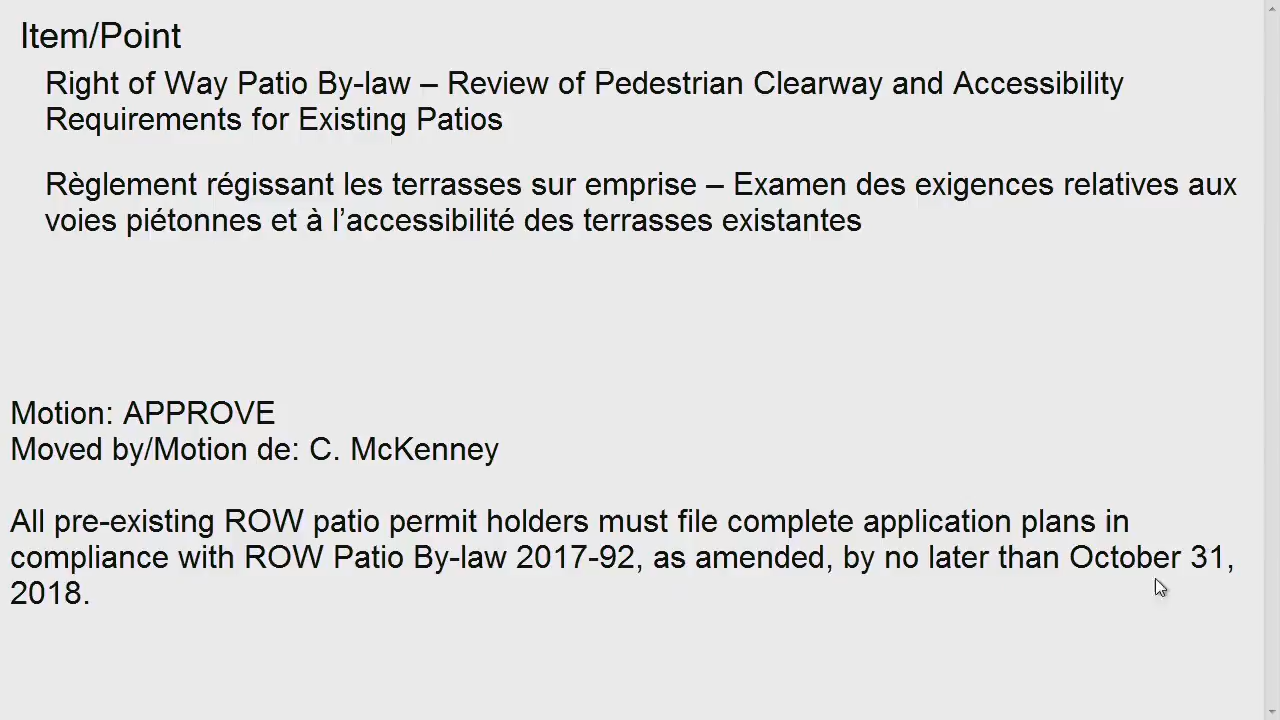 Item/Point
Right of Way Patio By-law – Review of Pedestrian Clearway and Accessibility
Requirements for Existing Patios
Règlement régissant les terrasses sur emprise – Examen des exigences relatives aux
voies piétonnes et à l’accessibilité des terrasses existantes
Motion: APPROVE
Moved by/Motion de: C. McKenney
All pre-existing ROW patio permit holders must file complete application plans in
compliance with ROW Patio By-law 2017-92, as amended, by no later than October 31,
2018.